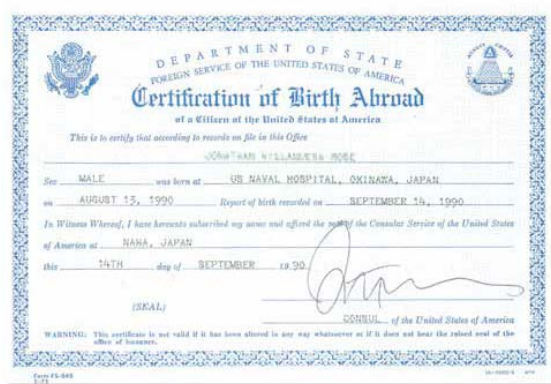 DEPARTMENT OF STATE
FOREIGN SERVICE OF THE UNITED STATES OF AMERICA
Certification of Birth Abroad
of a Citizen of the United States of America
This is to certify that according to records on file in this Office
JONATHAN ROSE
Sex MALE was born at US NAVAL HOSPITAL, OKINAWA, JAPAN
on AUGUST 13, 1990 Report of birth recorded on SEPTEMBER 14, 1990
In Witness Whereof, I have hereunto subscribed my name and affixed the seal of the Consular Service of the United States
of America at NAHA, JAPAN
this 14TH day of SEPTEMBER 19 90
(SEAL)
CONSUL of the United States of America
WARNING: This certificate is not valid if it has been altered in any way whatsoever or if it does not bear the raised seal of the
office of issuance.
Form FS-545